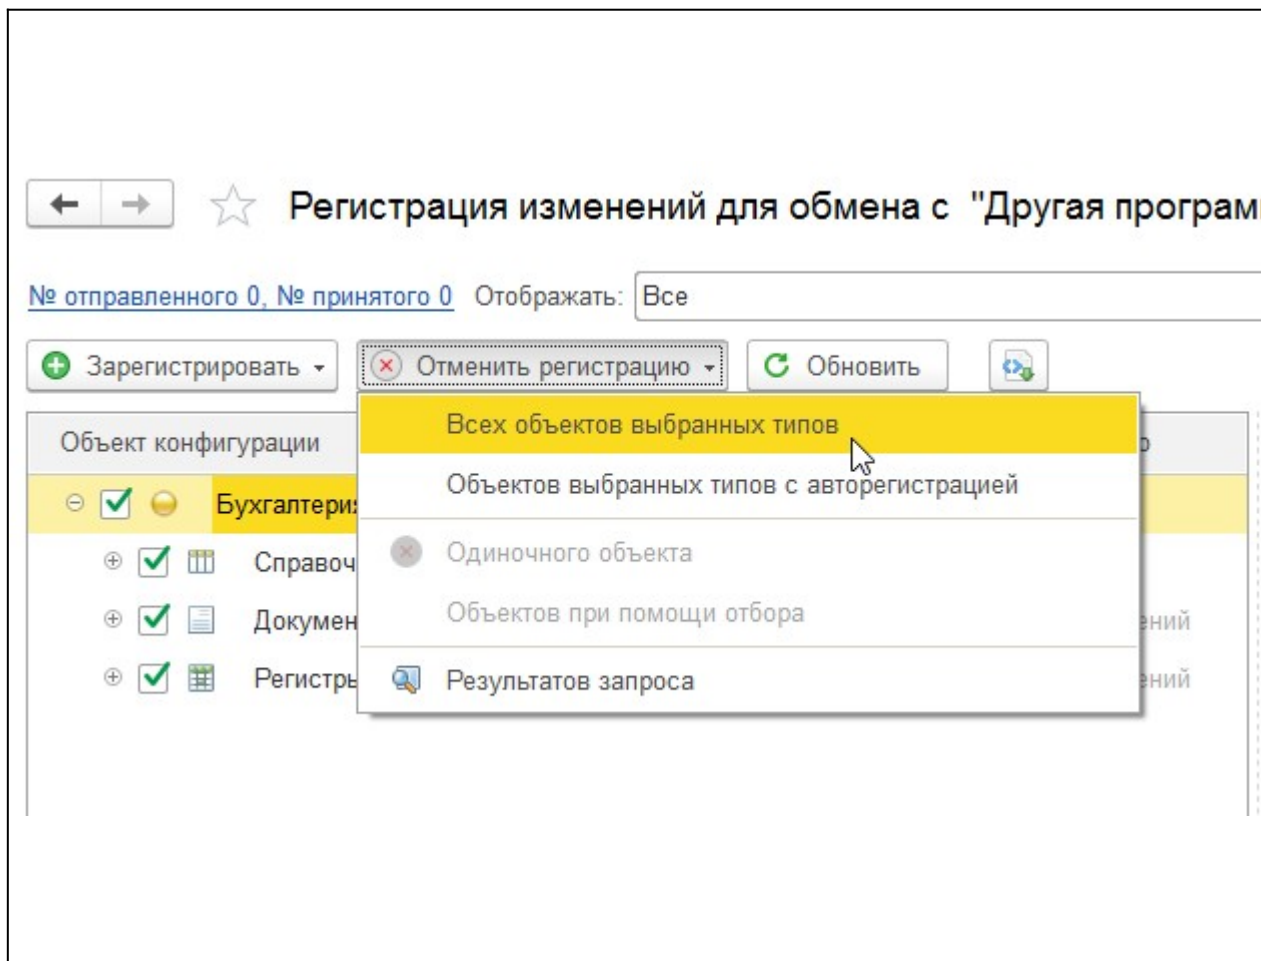 Регистрация изменений для обмена с "Другая програм
№ отправленного 0, № принятого 0 Отображать: Все
Зарегистрировать Отменить регистрацию Обновить
Объект конфигурации
Всех объектов выбранных типов
Объектов выбранных типов с авторегистрацией
Одиночного объекта
Объектов при помощи отбора
Результатов запроса
Бухгалтерия
Справоч
Докумен
ений
Регистры
ений